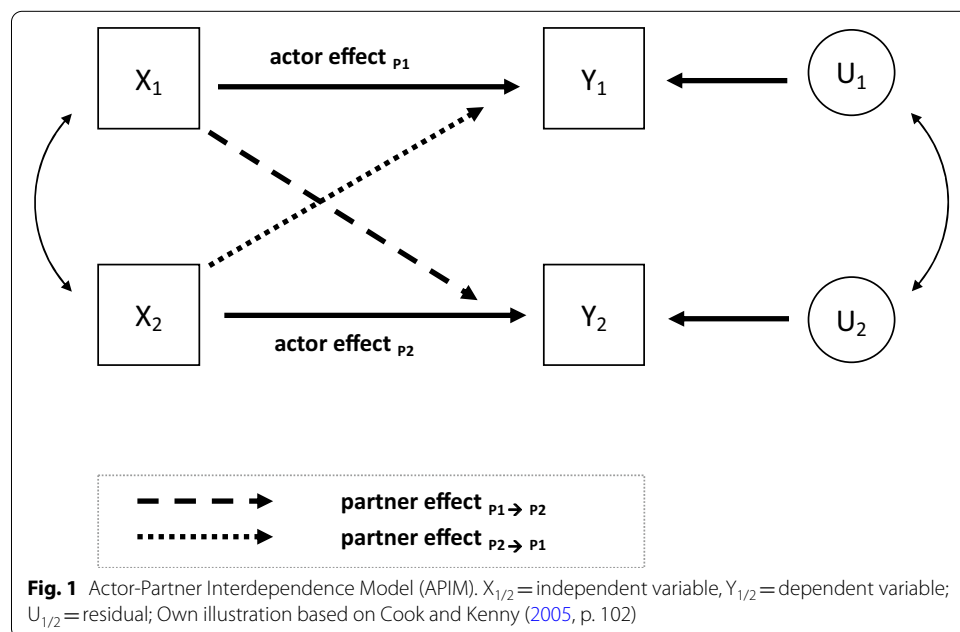 X₁ actor effect P1 Y₁ U₁
X₂ actor effect P2 Y₂ U₂
partner effect P1→ P2
partner effect P2→ P1
Fig. 1 Actor-Partner Interdependence Model (APIM). X₁/₂ = independent variable, Y₁/₂ = dependent variable;
U₁/₂ = residual; Own illustration based on Cook and Kenny (2005, p. 102)